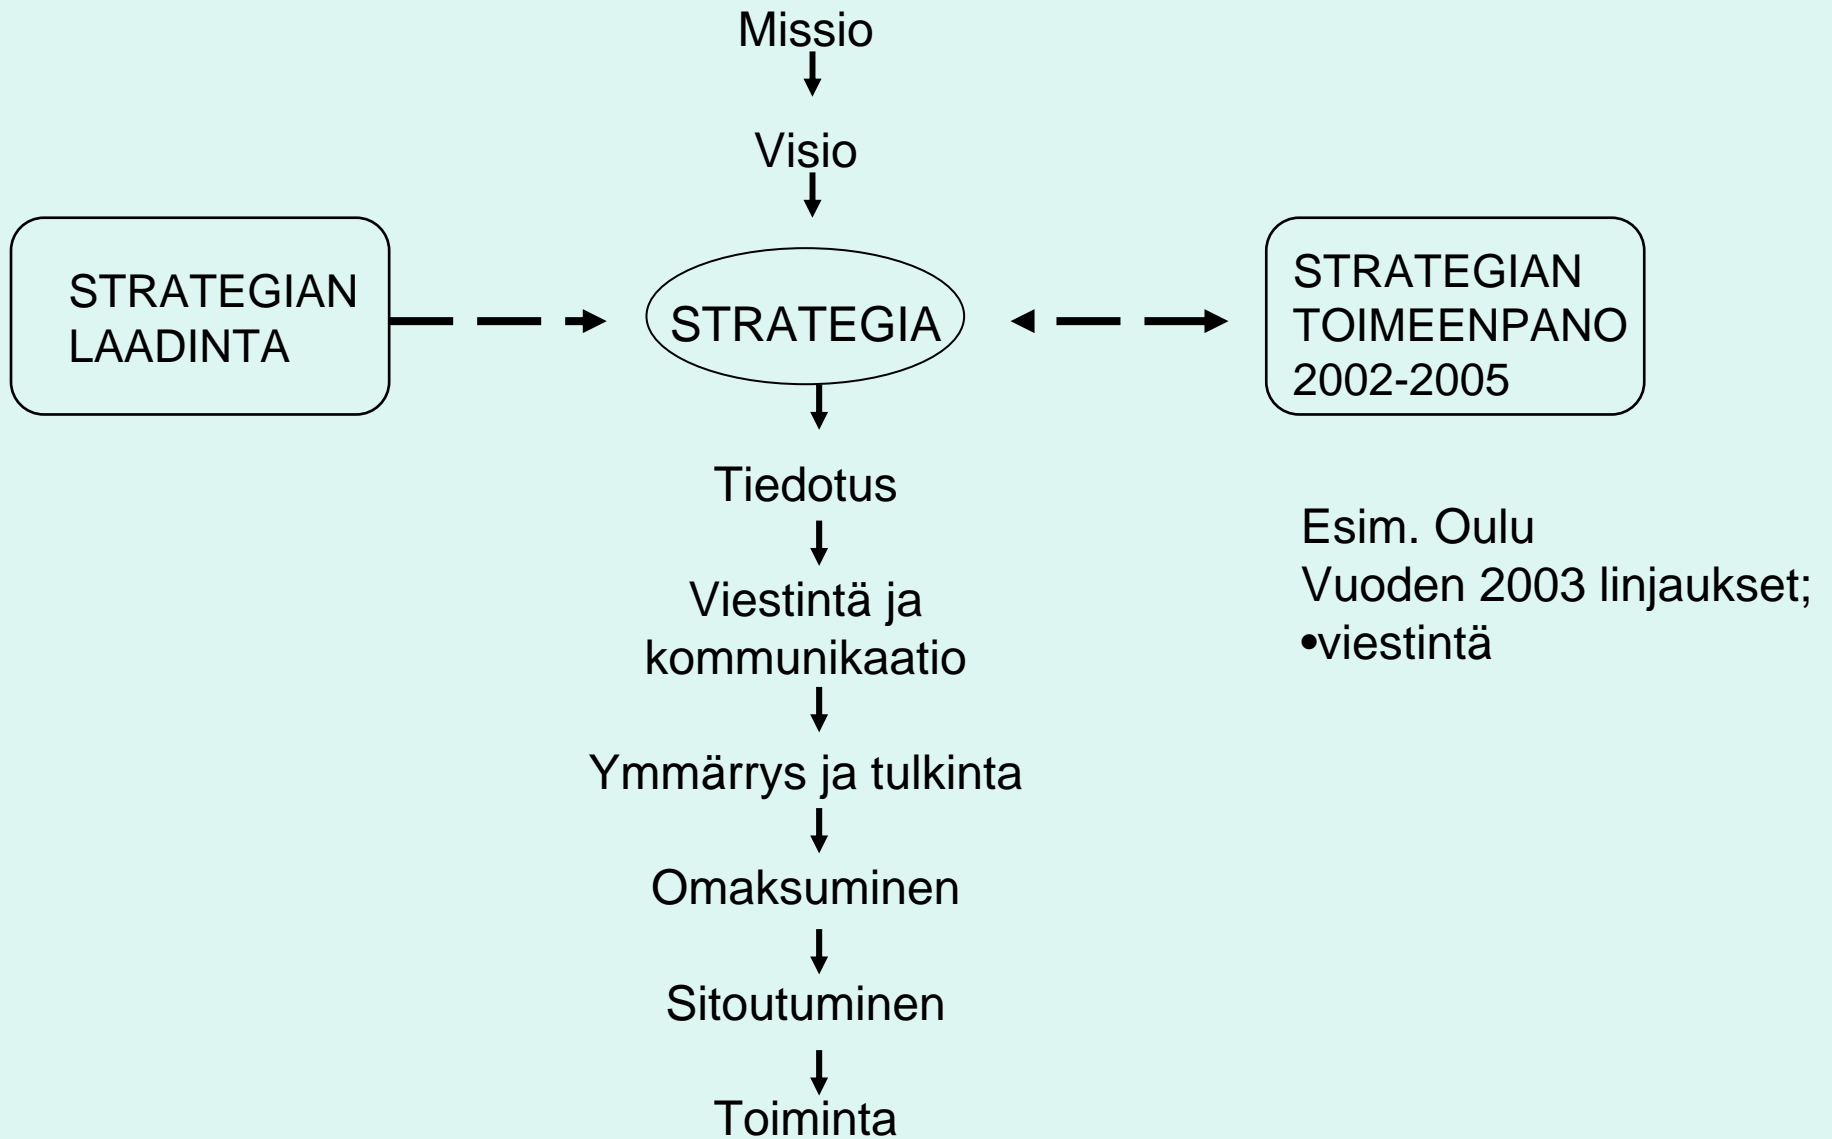 Missio
Visio
STRATEGIAN
LAADINTA
STRATEGIA
STRATEGIAN
TOIMEENPANO
2002-2005
Tiedotus
Viestintä ja
kommunikaatio
Ymmärrys ja tulkinta
Omaksuminen
Sitoutuminen
Toiminta
Esim. Oulu
Vuoden 2003 linjaukset;
•viestintä